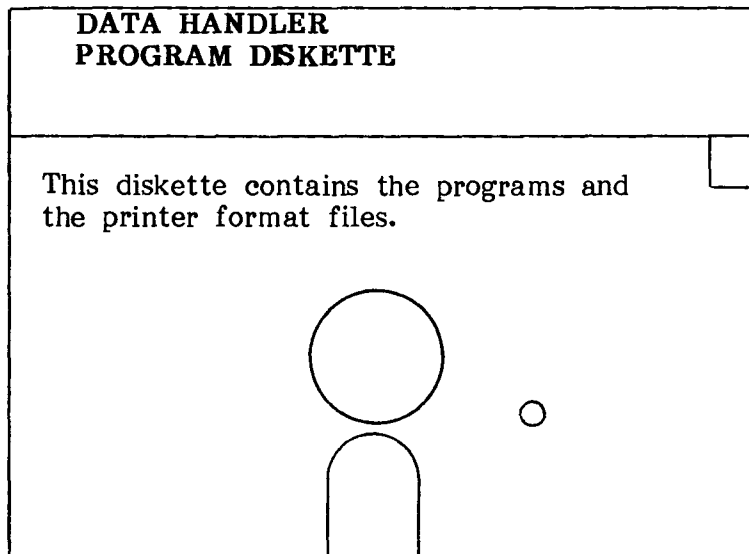 DATA HANDLER
PROGRAM DISKETTE
This diskette contains the programs and
the printer format files.